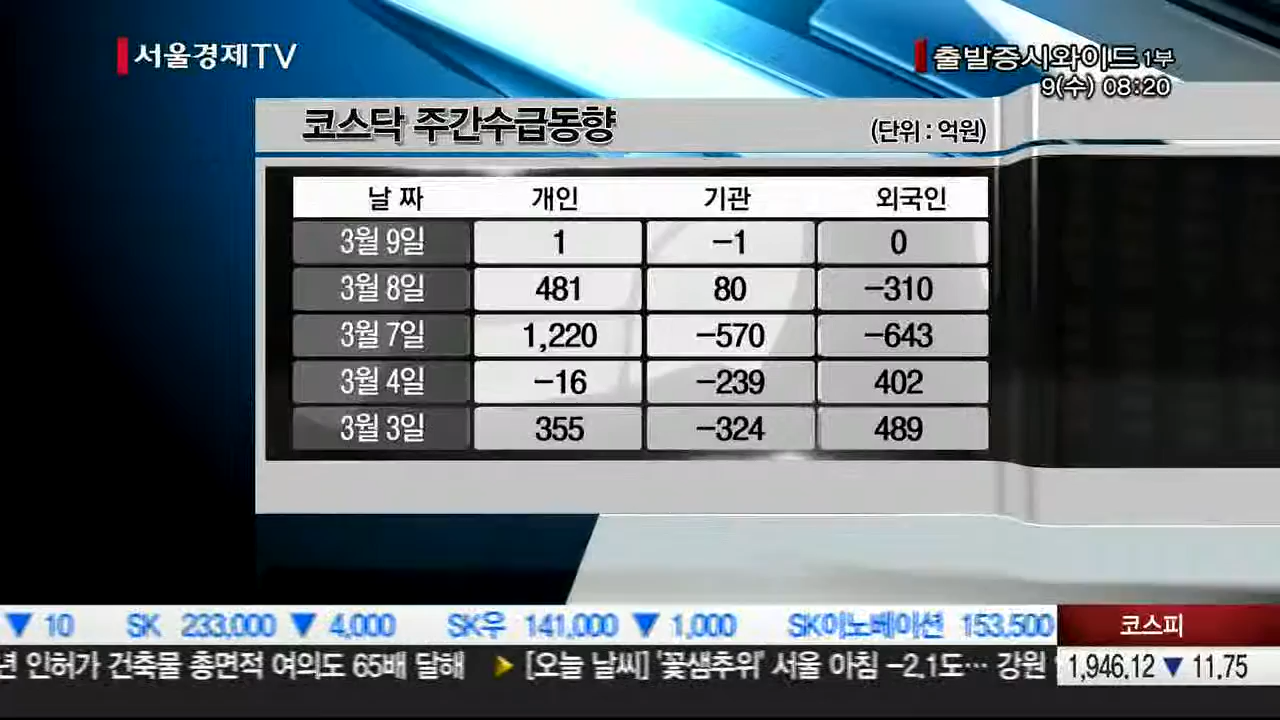 서울경제TV
출발증시와이드 1부
9(수) 08:20
코스닥 주간수급동향
(단위 : 억원)
날 짜 개인 기관 외국인
3월 9일 1 -1 0
3월 8일 481 80 -310
3월 7일 1,220 -570 -643
3월 4일 -16 -239 402
3월 3일 355 -324 489
▼ 10 SK 233,000 ▼ 4,000 SK우 141,000 ▼ 1,000 SK이노베이션 153,500
코스피
년 인허가 건축물 총면적 여의도 65배 달해 ▶ [오늘 날씨] '꽃샘추위' 서울 아침 -2.1도… 강원
1,946.12 ▼ 11.75